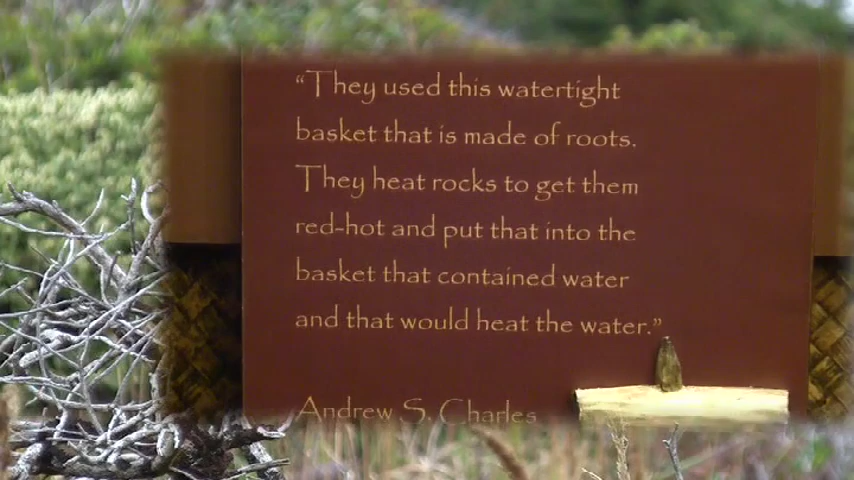 “They used this watertight
basket that is made of roots.
They heat rocks to get them
red-hot and put that into the
basket that contained water
and that would heat the water.”
Andrew S. Charles